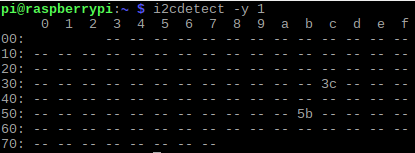 pi@raspberrypi:~ $ i2cdetect -y 1
     0  1  2  3  4  5  6  7  8  9  a  b  c  d  e  f
00:          -- -- -- -- -- -- -- -- -- -- -- -- --
10: -- -- -- -- -- -- -- -- -- -- -- -- -- -- -- --
20: -- -- -- -- -- -- -- -- -- -- -- -- -- -- -- --
30: -- -- -- -- -- -- -- -- -- -- -- -- 3c -- -- --
40: -- -- -- -- -- -- -- -- -- -- -- -- -- -- -- --
50: -- -- -- -- -- -- -- -- -- -- -- 5b -- -- -- --
60: -- -- -- -- -- -- -- -- -- -- -- -- -- -- -- --
70: -- -- -- -- -- -- -- --